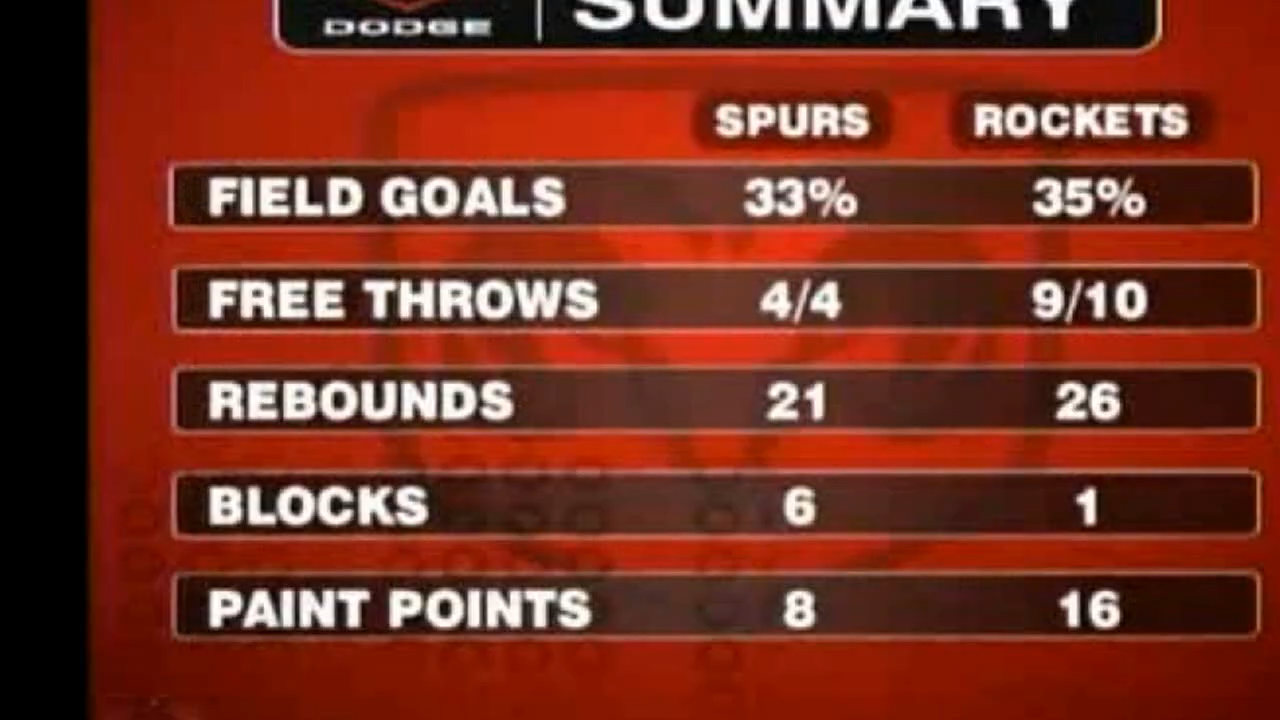 DODGE SUMMARY
SPURS ROCKETS
FIELD GOALS 33% 35%
FREE THROWS 4/4 9/10
REBOUNDS 21 26
BLOCKS 6 1
PAINT POINTS 8 16